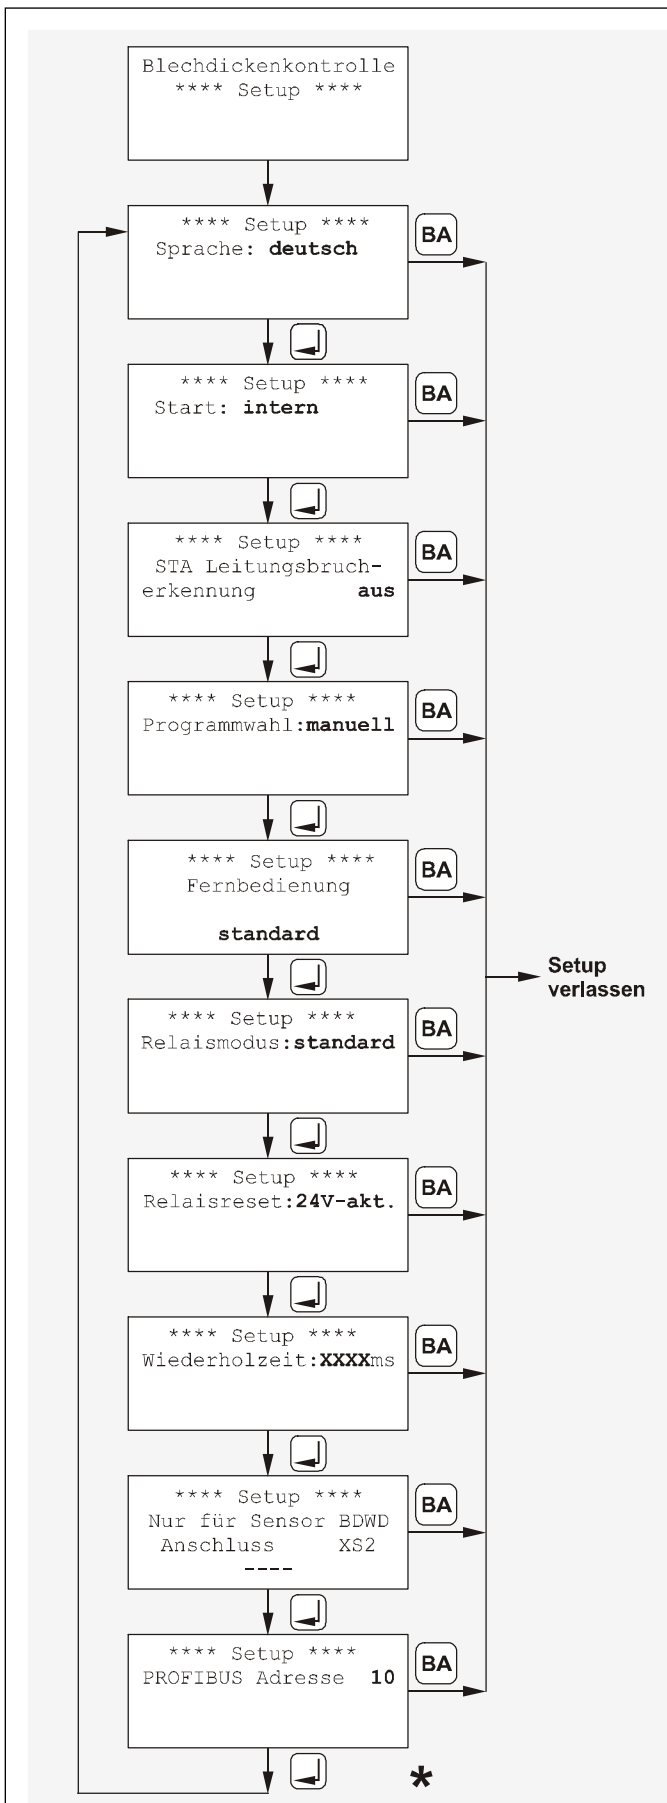 Blechdickenkontrolle
**** Setup ****
**** Setup ****
Sprache: deutsch
BA
**** Setup ****
Start: intern
BA
**** Setup ****
STA Leitungsbruch-
erkennung aus
BA
**** Setup ****
Programmwahl:manuell
BA
**** Setup ****
Fernbedienung
standard
BA
Setup
verlassen
**** Setup ****
Relaismodus:standard
BA
**** Setup ****
Relaisreset:24V-akt.
BA
**** Setup ****
Wiederholzeit:XXXXms
BA
**** Setup ****
Nur für Sensor BDWD
Anschluss XS2
----
BA
**** Setup ****
PROFIBUS Adresse 10
BA
*